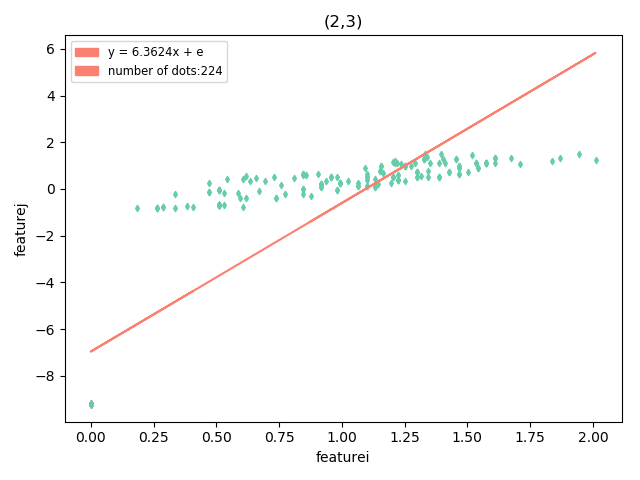 (2,3)
y = 6.3624x + e
number of dots:224
6
4
2
0
−2
−4
−6
−8
featurej
0.00 0.25 0.50 0.75 1.00 1.25 1.50 1.75 2.00
featurei